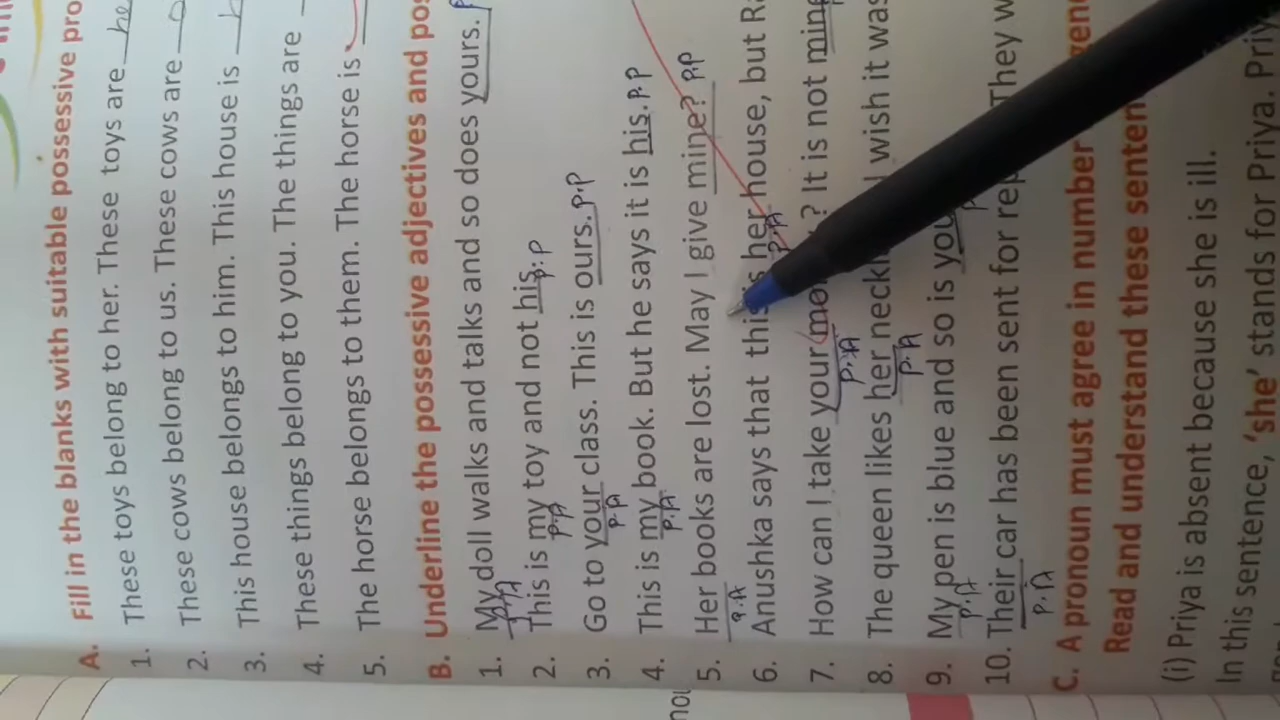 A. Fill in the blanks with suitable possessive pro
1. These toys belong to her. These toys are he
2. These cows belong to us. These cows are
3. This house belongs to him. This house is
4. These things belong to you. The things are
5. The horse belongs to them. The horse is
B. Underline the possessive adjectives and pos
1. My doll walks and talks and so does yours.
P.A
2. This is my toy and not his. P.P
P.A
3. Go to your class. This is ours. P.P
P.A
4. This is my book. But he says it is his. P.P
P.A
5. Her books are lost. May I give mine? P.P
P.A
6. Anushka says that this her house, but Ra
P.A
7. How can I take your mo ? It is not mine
P.A
8. The queen likes her neckl I wish it was
P.A
9. My pen is blue and so is you
P.A
10. Their car has been sent for rep They w
P.A
C. A pronoun must agree in number gen
Read and understand these senten
(i) Priya is absent because she is ill.
In this sentence, 'she' stands for Priya. Priy
nou